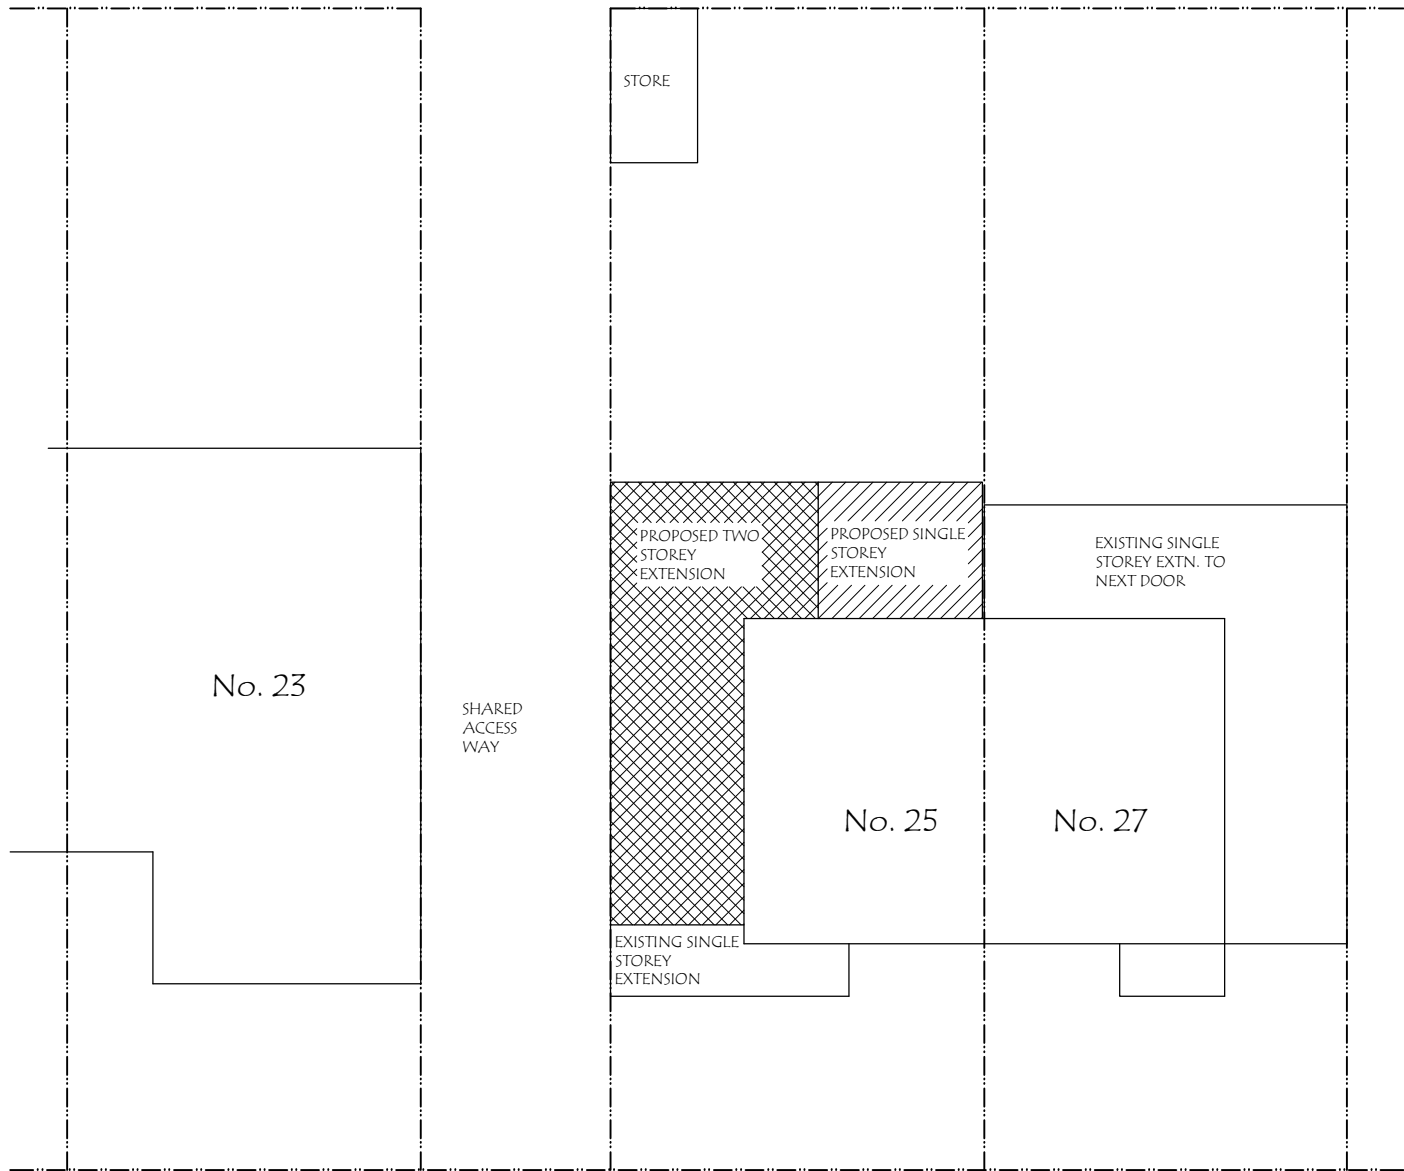 STORE
PROPOSED TWO
STOREY
EXTENSION
PROPOSED SINGLE
STOREY
EXTENSION
EXISTING SINGLE
STOREY EXTN. TO
NEXT DOOR
No. 23
SHARED
ACCESS
WAY
No. 25
No. 27
EXISTING SINGLE
STOREY
EXTENSION